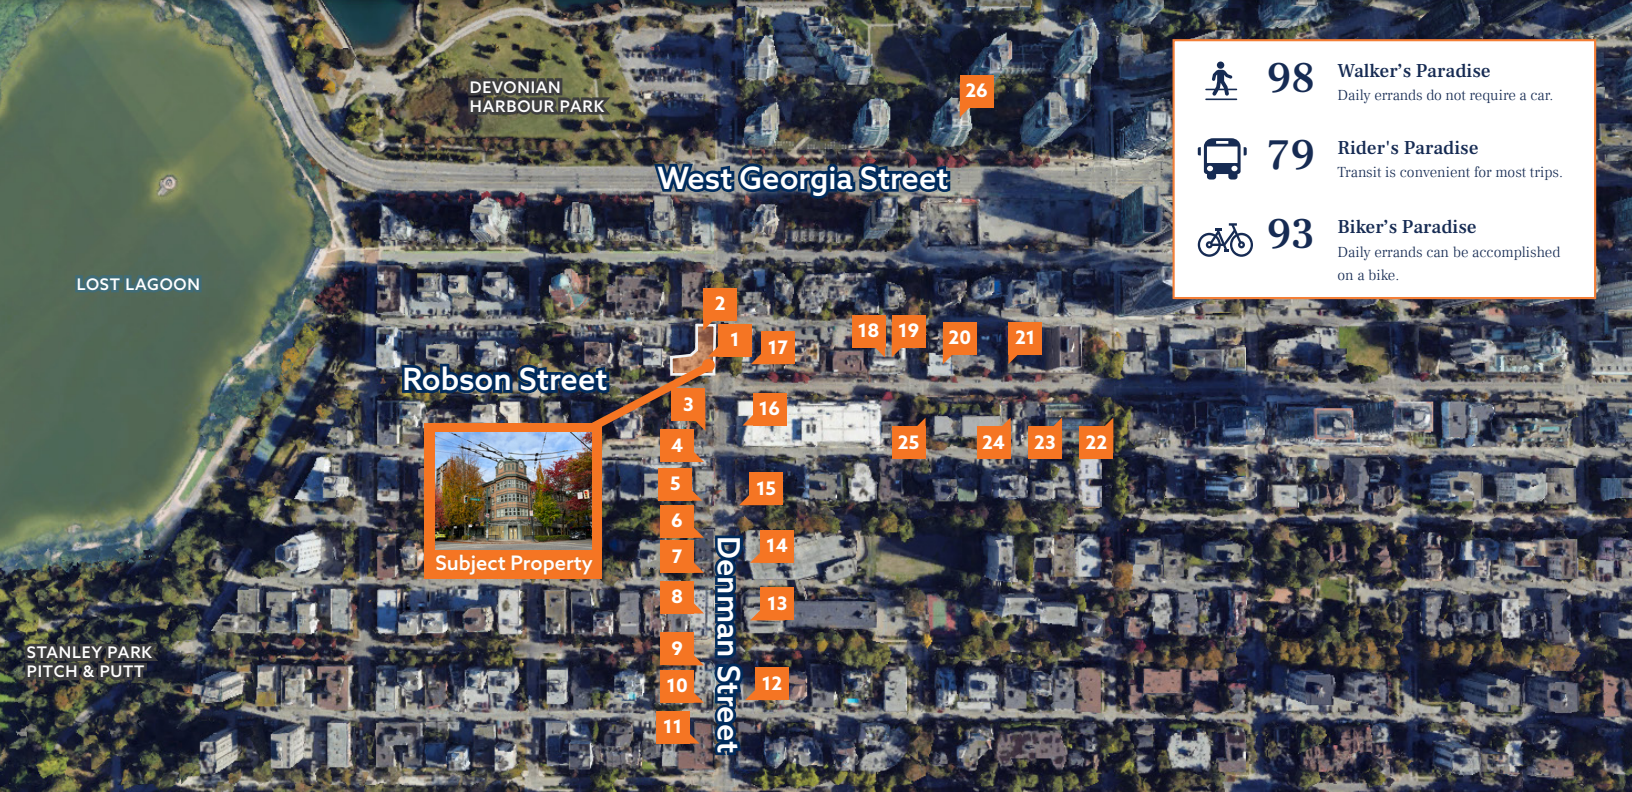 DEVONIAN
HARBOUR PARK
26
98
Walker's Paradise
Daily errands do not require a car.
79
Rider's Paradise
Transit is convenient for most trips.
93
Biker's Paradise
Daily errands can be accomplished
on a bike.
West Georgia Street
LOST LAGOON
2
1
17
18
19
20
21
Robson Street
3
16
4
25
24
23
22
5
15
6
7
14
8
13
Subject Property
Denman Street
9
10
12
11
STANLEY PARK
PITCH & PUTT